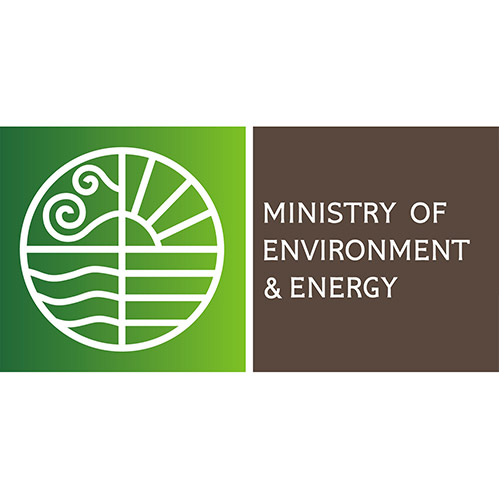 MINISTRY OF
ENVIRONMENT
& ENERGY